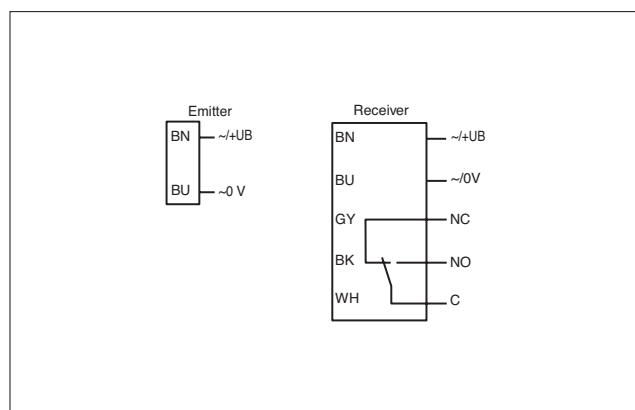 Emitter
BN ~/+UB
BU ~0 V
Receiver
BN ~/+UB
BU ~/0V
GY NC
BK NO
WH C